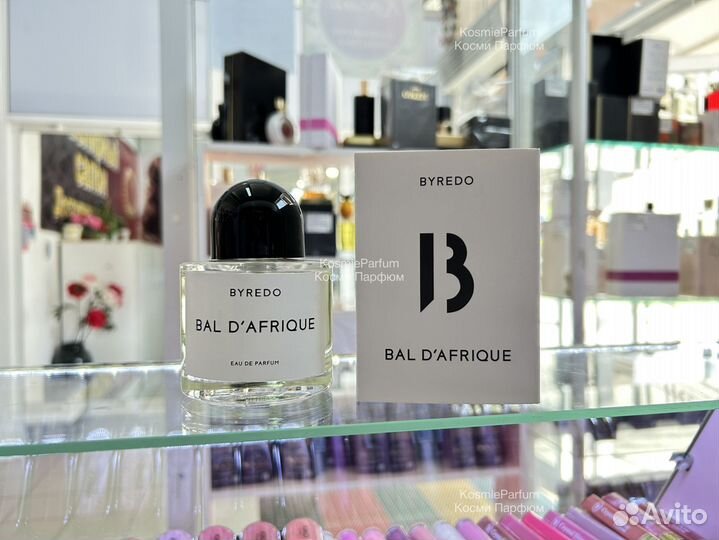 KosmieParfum
Косми Парфюм
BYREDO
B
BAL D'AFRIQUE
KosmieParfum
Косми Парфюм
BYREDO
BAL D'AFRIQUE
EAU DE PARFUM
KosmieParfum
Косми Парфюм
Avito